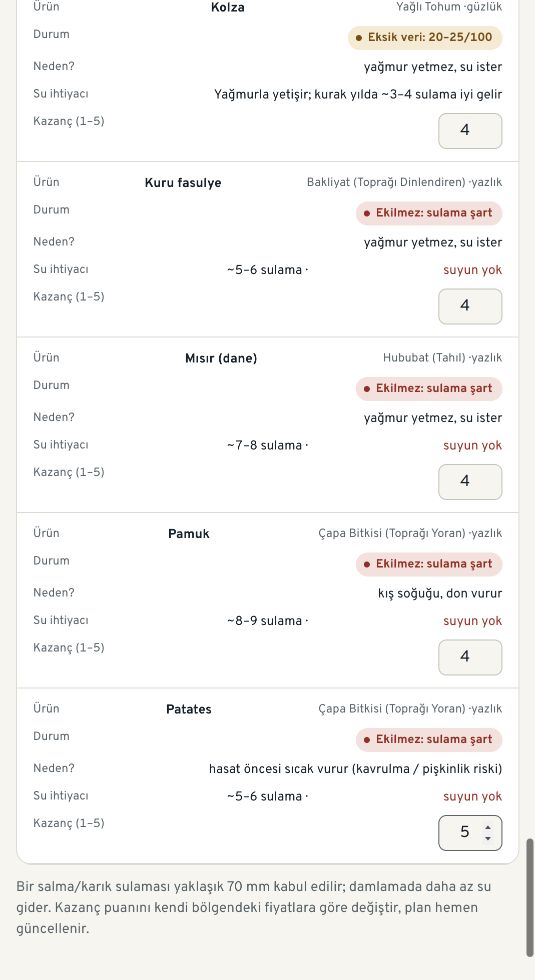 Ürün Kolza Yağlı Tohum ·güzlük
Durum Eksik veri: 20–25/100
Neden? yağmur yetmez, su ister
Su ihtiyacı Yağmurla yetişir; kurak yılda ~3–4 sulama iyi gelir
Kazanç (1–5) 4
Ürün Kuru fasulye Bakliyat (Toprağı Dinlendiren) ·yazlık
Durum Ekilmez: sulama şart
Neden? yağmur yetmez, su ister
Su ihtiyacı ~5–6 sulama · suyun yok
Kazanç (1–5) 4
Ürün Mısır (dane) Hububat (Tahıl) ·yazlık
Durum Ekilmez: sulama şart
Neden? yağmur yetmez, su ister
Su ihtiyacı ~7–8 sulama · suyun yok
Kazanç (1–5) 4
Ürün Pamuk Çapa Bitkisi (Toprağı Yoran) ·yazlık
Durum Ekilmez: sulama şart
Neden? kış soğuğu, don vurur
Su ihtiyacı ~8–9 sulama · suyun yok
Kazanç (1–5) 4
Ürün Patates Çapa Bitkisi (Toprağı Yoran) ·yazlık
Durum Ekilmez: sulama şart
Neden? hasat öncesi sıcak vurur (kavrulma / pişkinlik riski)
Su ihtiyacı ~5–6 sulama · suyun yok
Kazanç (1–5) 5
Bir salma/karık sulaması yaklaşık 70 mm kabul edilir; damlamada daha az su
gider. Kazanç puanını kendi bölgendeki fiyatlara göre değiştir, plan hemen
güncellenir.